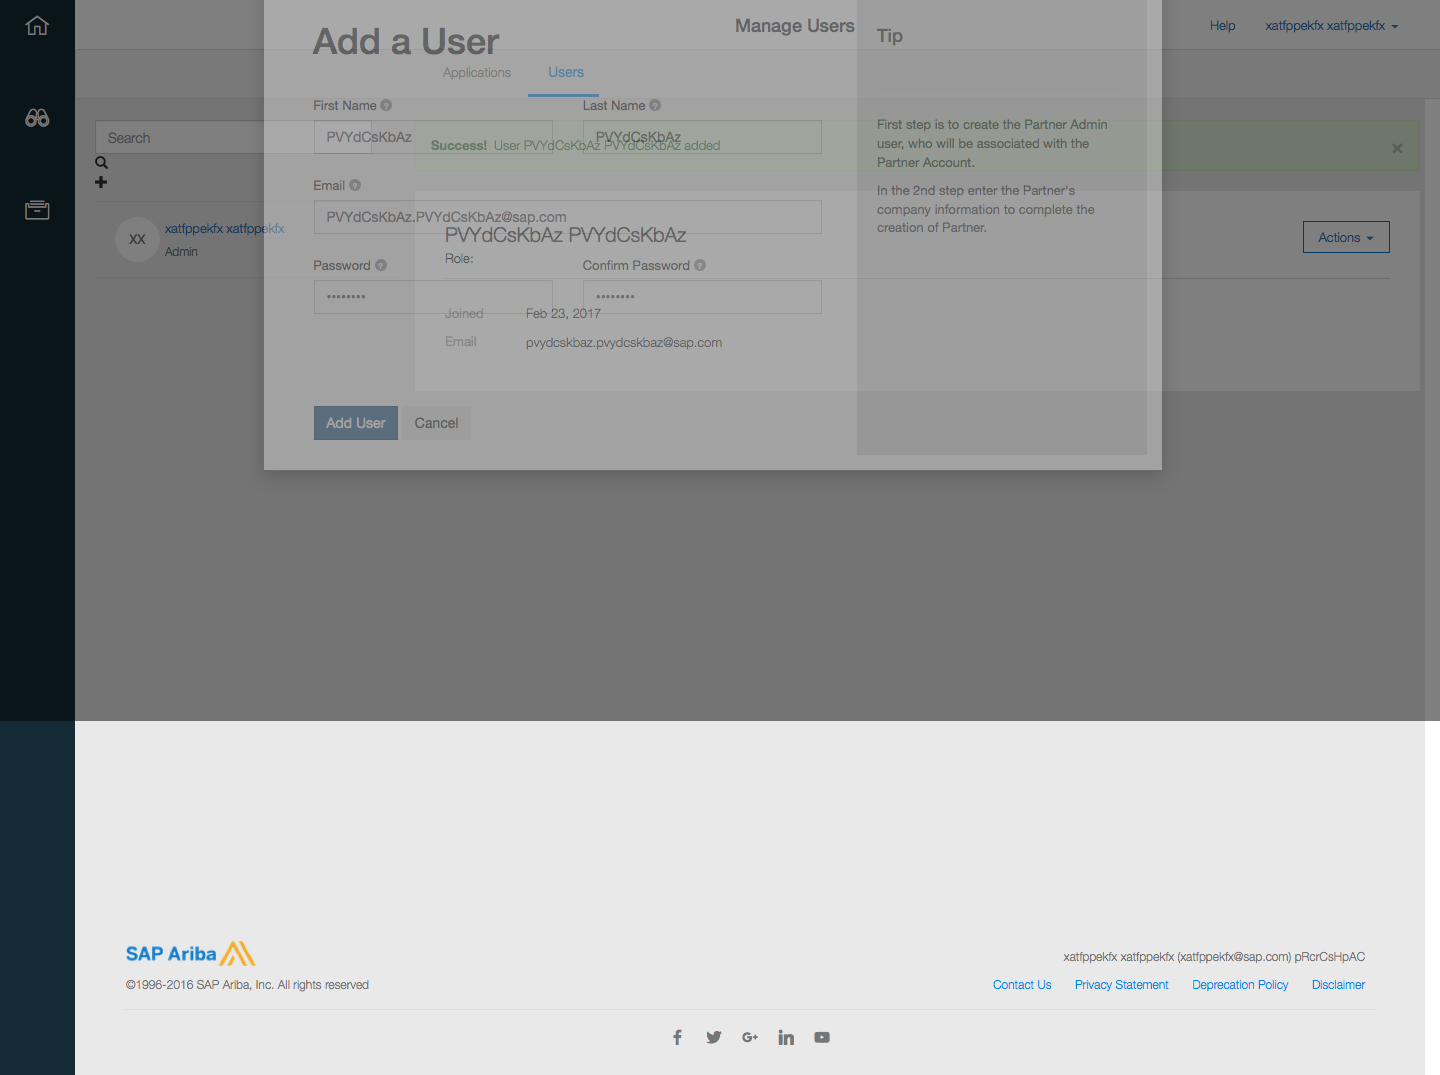 Add a User
Manage Users
Tip
Help
xatfppekfx xatfppekfx
Applications
Users
First Name
Last Name
Search
PVYdCsKbAz
PVYdCsKbAz
Success! User PVYdCsKbAz PVYdCsKbAz added
First step is to create the Partner Admin
user, who will be associated with the
Partner Account.
In the 2nd step enter the Partner's
company information to complete the
creation of Partner.
Email
PVYdCsKbAz.PVYdCsKbAz@sap.com
XX
xatfppekfx xatfppekfx
Admin
PVYdCsKbAz PVYdCsKbAz
Role:
Actions
Password
Confirm Password
••••••••
••••••••
Joined
Feb 23, 2017
Email
pvydcskbaz.pvydcskbaz@sap.com
Add User
Cancel
SAP Ariba
xatfppekfx xatfppekfx (xatfppekfx@sap.com) pRcrCsHpAC
©1996-2016 SAP Ariba, Inc. All rights reserved
Contact Us
Privacy Statement
Deprecation Policy
Disclaimer